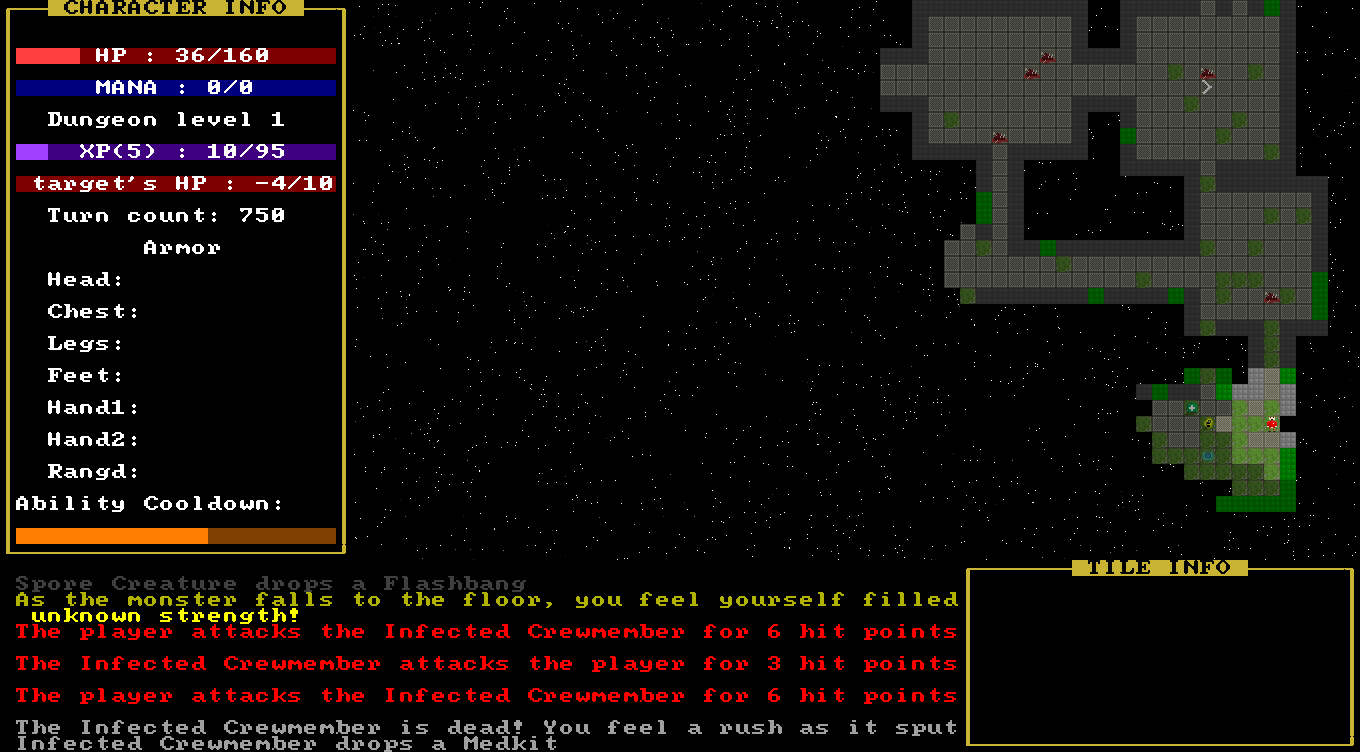 CHARACTER INFO
HP : 36/160
MANA : 0/0
Dungeon level 1
XP(5) : 10/95
target's HP : -4/10
Turn count: 750
Armor
Head:
Chest:
Legs:
Feet:
Hand1:
Hand2:
Rangd:
Ability Cooldown:
Spore Creature drops a Flashbang
As the monster falls to the floor, you feel yourself filled
unknown strength!
The player attacks the Infected Crewmember for 6 hit points
The Infected Crewmember attacks the player for 3 hit points
The player attacks the Infected Crewmember for 6 hit points
The Infected Crewmember is dead! You feel a rush as it sput
Infected Crewmember drops a Medkit
TILE INFO